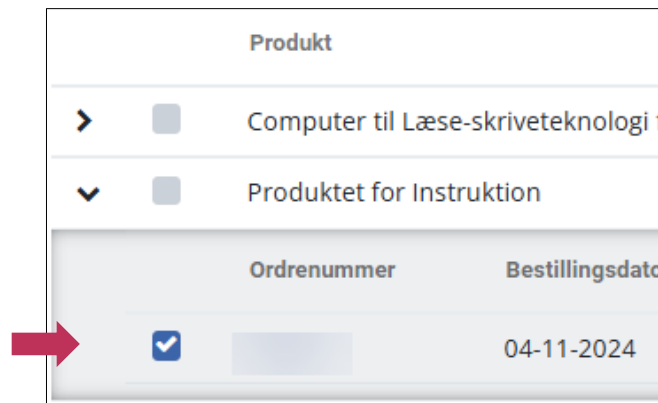 Produkt
Computer til Læse-skriveteknologi
Produktet for Instruktion
Ordrenummer Bestillingsdato
04-11-2024